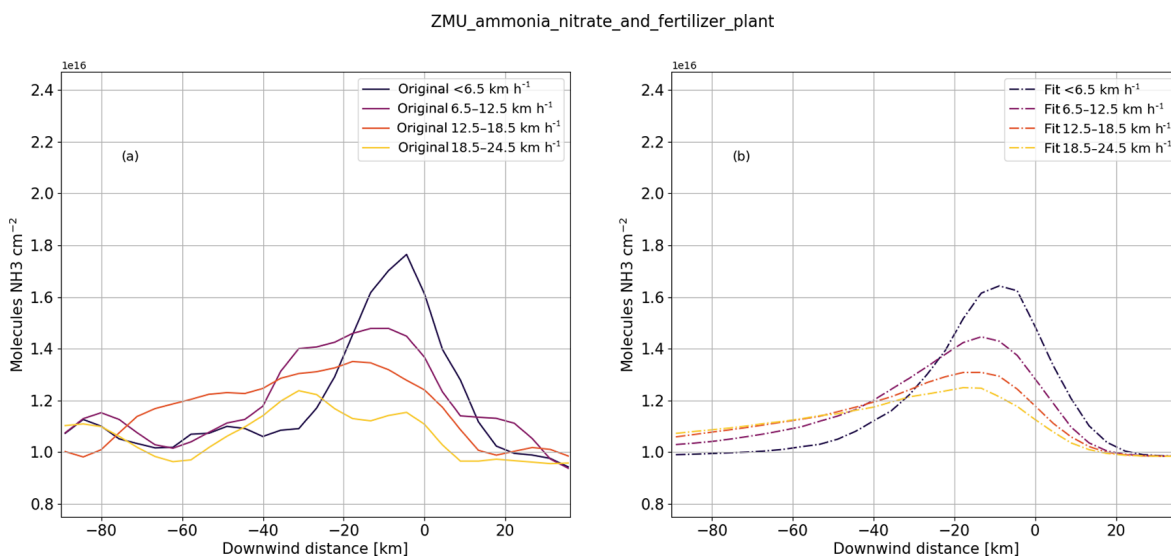 ZMU_ammonia_nitrate_and_fertilizer_plant
1e16
2.4
2.2
2.0
1.8
1.6
1.4
1.2
1.0
0.8
Molecules NH3 cm⁻²
(a)
Original <6.5 km h⁻¹
Original 6.5–12.5 km h⁻¹
Original 12.5–18.5 km h⁻¹
Original 18.5–24.5 km h⁻¹
−80 −60 −40 −20 0 20
Downwind distance [km]
1e16
2.4
2.2
2.0
1.8
1.6
1.4
1.2
1.0
0.8
Molecules NH3 cm⁻²
(b)
Fit <6.5 km h⁻¹
Fit 6.5–12.5 km h⁻¹
Fit 12.5–18.5 km h⁻¹
Fit 18.5–24.5 km h⁻¹
−80 −60 −40 −20 0 20
Downwind distance [km]